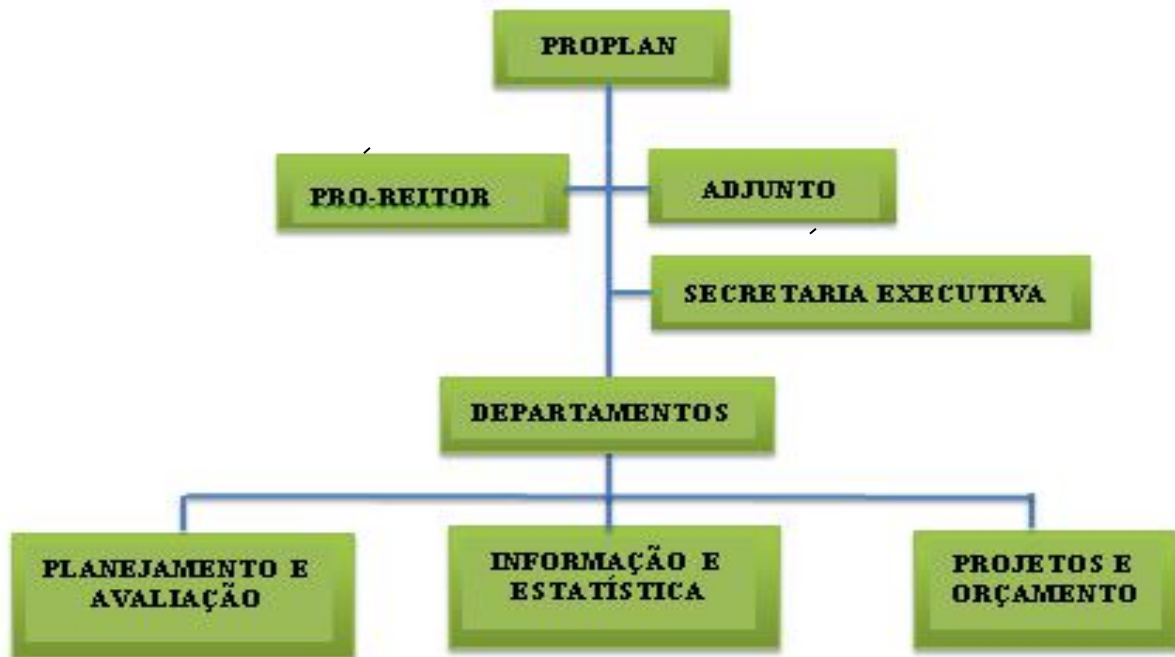 PROPLAN
PRO-REITOR
ADJUNTO
SECRETARIA EXECUTIVA
DEPARTAMENTOS
PLANEJAMENTO E
AVALIAÇÃO
INFORMAÇÃO E
ESTATÍSTICA
PROJETOS E
ORÇAMENTO